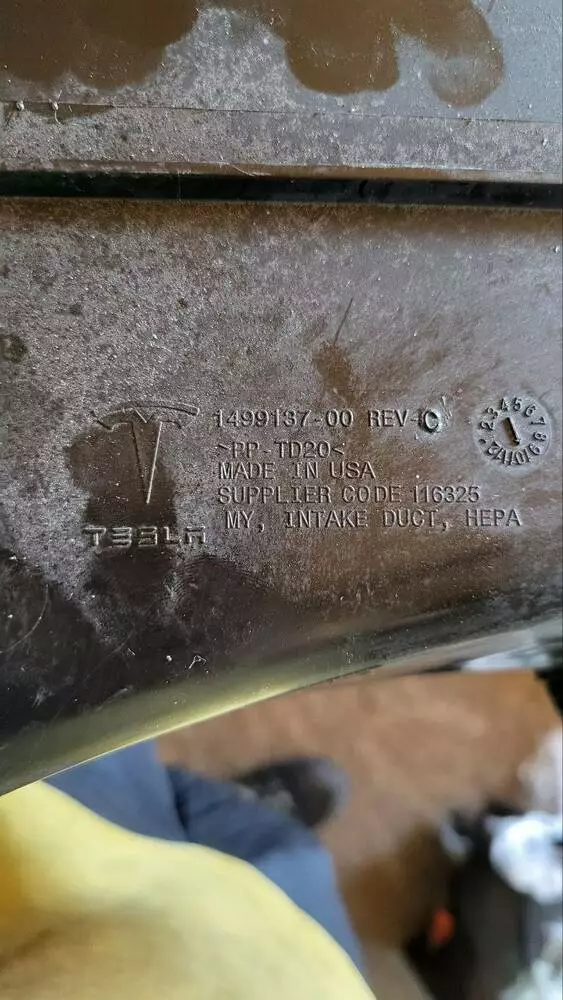 1499137-00 REV-C
>PP-TD20<
MADE IN USA
SUPPLIER CODE 116325
MY, INTAKE DUCT, HEPA
TESLA